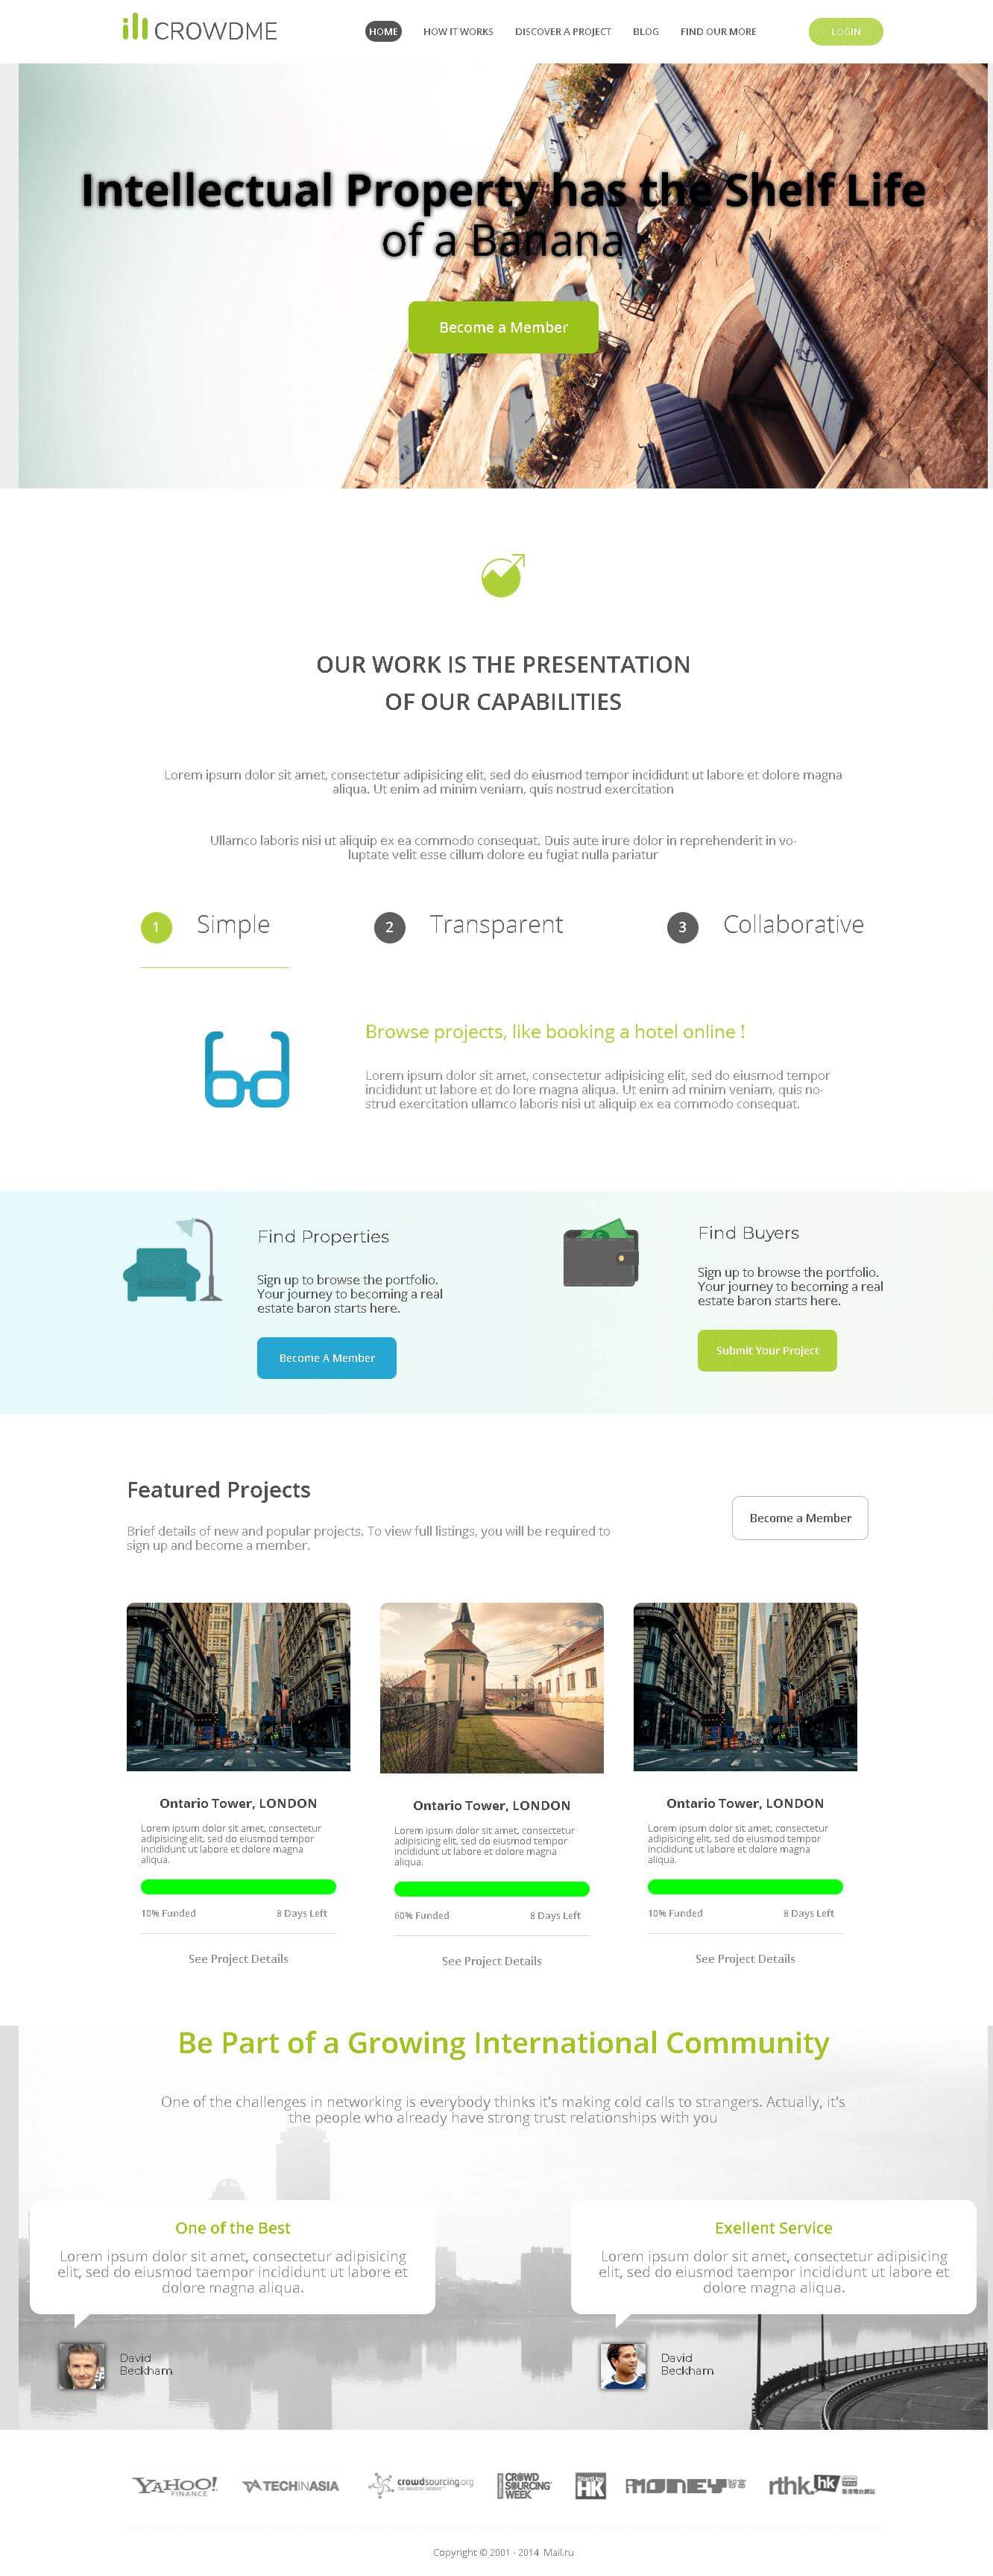 CROWDME
HOME
HOW IT WORKS
DISCOVER A PROJECT
BLOG
FIND OUR MORE
LOGIN
Intellectual Property has the Shelf Life
of a Banana
Become a Member
OUR WORK IS THE PRESENTATION
OF OUR CAPABILITIES
Lorem ipsum dolor sit amet, consectetur adipisicing elit, sed do eiusmod tempor incididunt ut labore et dolore magna
aliqua. Ut enim ad minim veniam, quis nostrud exercitation
Ullamco laboris nisi ut aliquip ex ea commodo consequat. Duis aute irure dolor in reprehenderit in vo-
luptate velit esse cillum dolore eu fugiat nulla pariatur
1 Simple
2 Transparent
3 Collaborative
Browse projects, like booking a hotel online !
Lorem ipsum dolor sit amet, consectetur adipisicing elit, sed do eiusmod tempor
incididunt ut labore et do lore magna aliqua. Ut enim ad minim veniam, quis no-
strud exercitation ullamco laboris nisi ut aliquip ex ea commodo consequat.
Find Properties
Sign up to browse the portfolio.
Your journey to becoming a real
estate baron starts here.
Become A Member
Find Buyers
Sign up to browse the portfolio.
Your journey to becoming a real
estate baron starts here.
Submit Your Project
Featured Projects
Brief details of new and popular projects. To view full listings, you will be required to
sign up and become a member.
Become a Member
Ontario Tower, LONDON
Lorem ipsum dolor sit amet, consectetur
adipisicing elit, sed do eiusmod tempor
incididunt ut labore et dolore magna
aliqua.
10% Funded
8 Days Left
See Project Details
Ontario Tower, LONDON
Lorem ipsum dolor sit amet, consectetur
adipisicing elit, sed do eiusmod tempor
incididunt ut labore et dolore magna
aliqua.
60% Funded
8 Days Left
See Project Details
Ontario Tower, LONDON
Lorem ipsum dolor sit amet, consectetur
adipisicing elit, sed do eiusmod tempor
incididunt ut labore et dolore magna
aliqua.
10% Funded
8 Days Left
See Project Details
Be Part of a Growing International Community
One of the challenges in networking is everybody thinks it's making cold calls to strangers. Actually, it's
the people who already have strong trust relationships with you
One of the Best
Lorem ipsum dolor sit amet, consectetur adipisicing
elit, sed do eiusmod taempor incididunt ut labore et
dolore magna aliqua.
David
Beckham
Exellent Service
Lorem ipsum dolor sit amet, consectetur adipisicing
elit, sed do eiusmod taempor incididunt ut labore et
dolore magna aliqua.
David
Beckham
YAHOO!
FINANCE
TECHINASIA
crowdsourcing.org
CROWD
SOURCING
WEEK
StartUps
HK
MONEY
rthk.hk
Copyright © 2001 - 2014 Mail.ru